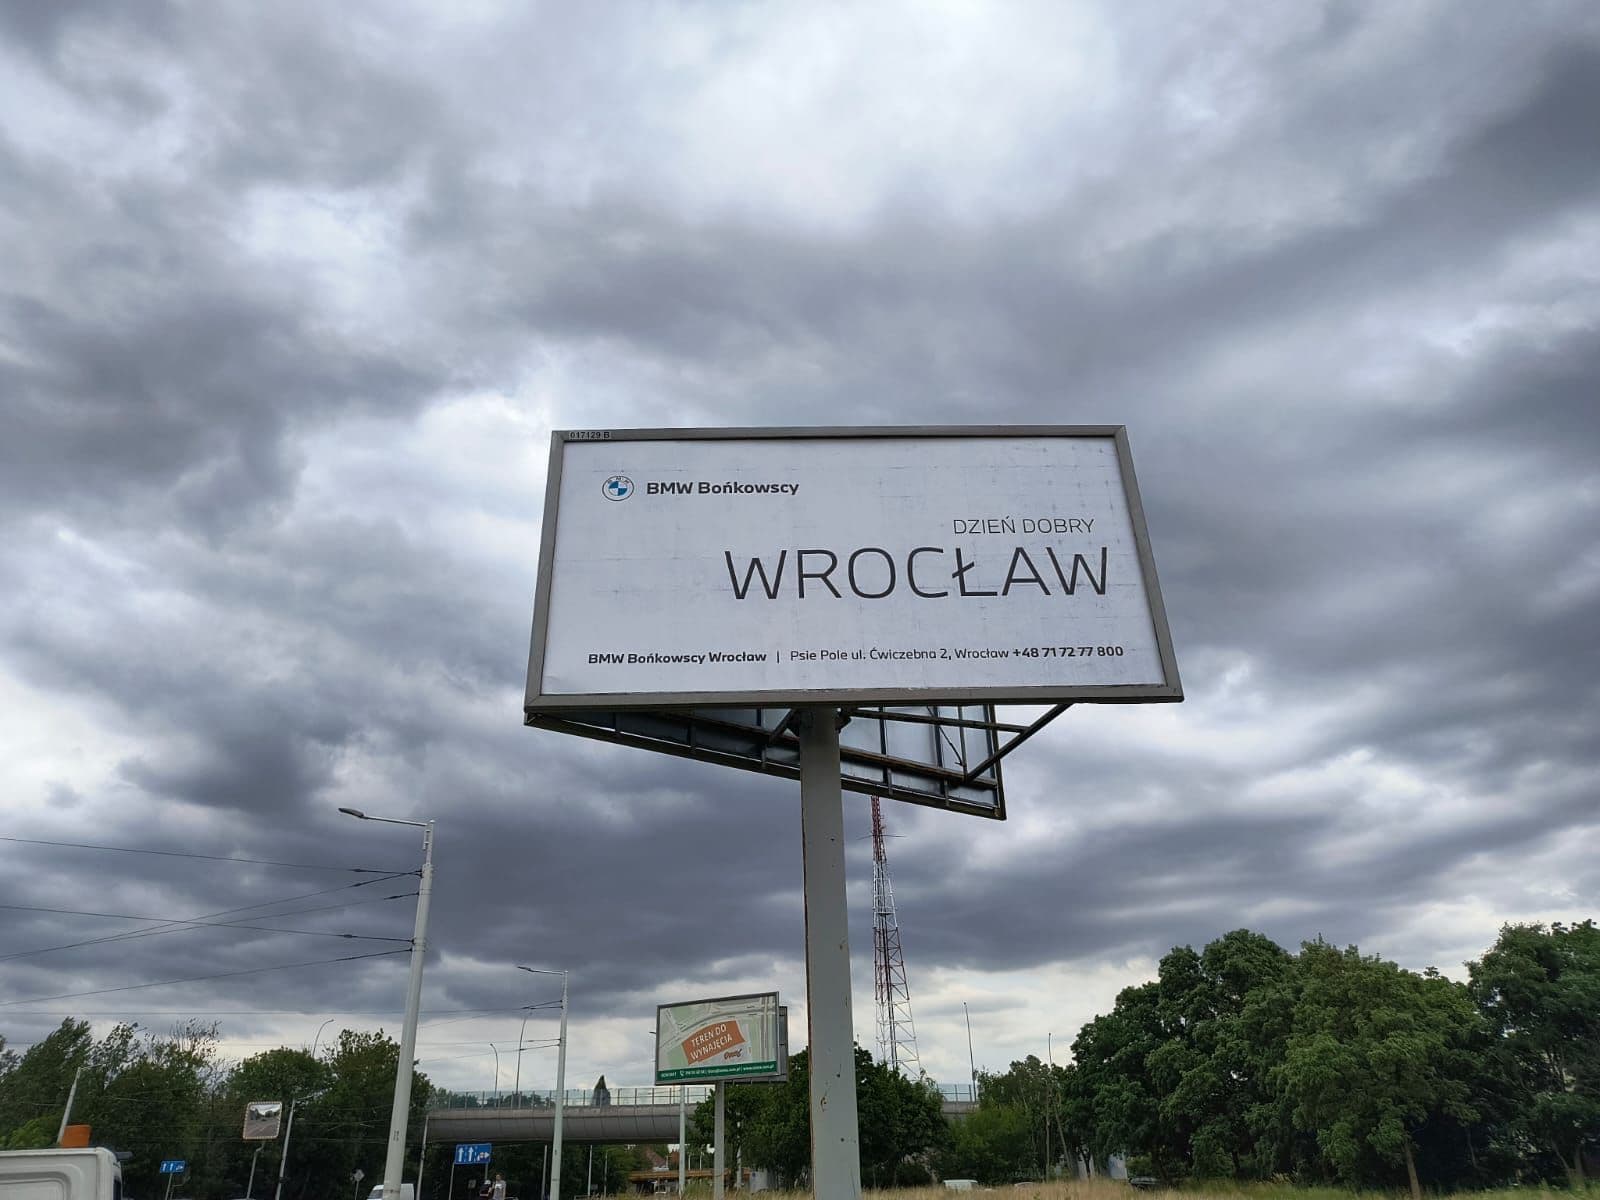 017129 B
BMW Bońkowscy
DZIEŃ DOBRY
WROCŁAW
BMW Bońkowscy Wrocław | Psie Pole ul. Ćwiczebna 2, Wrocław +48 71 72 77 800
TEREN DO
WYNAJĘCIA